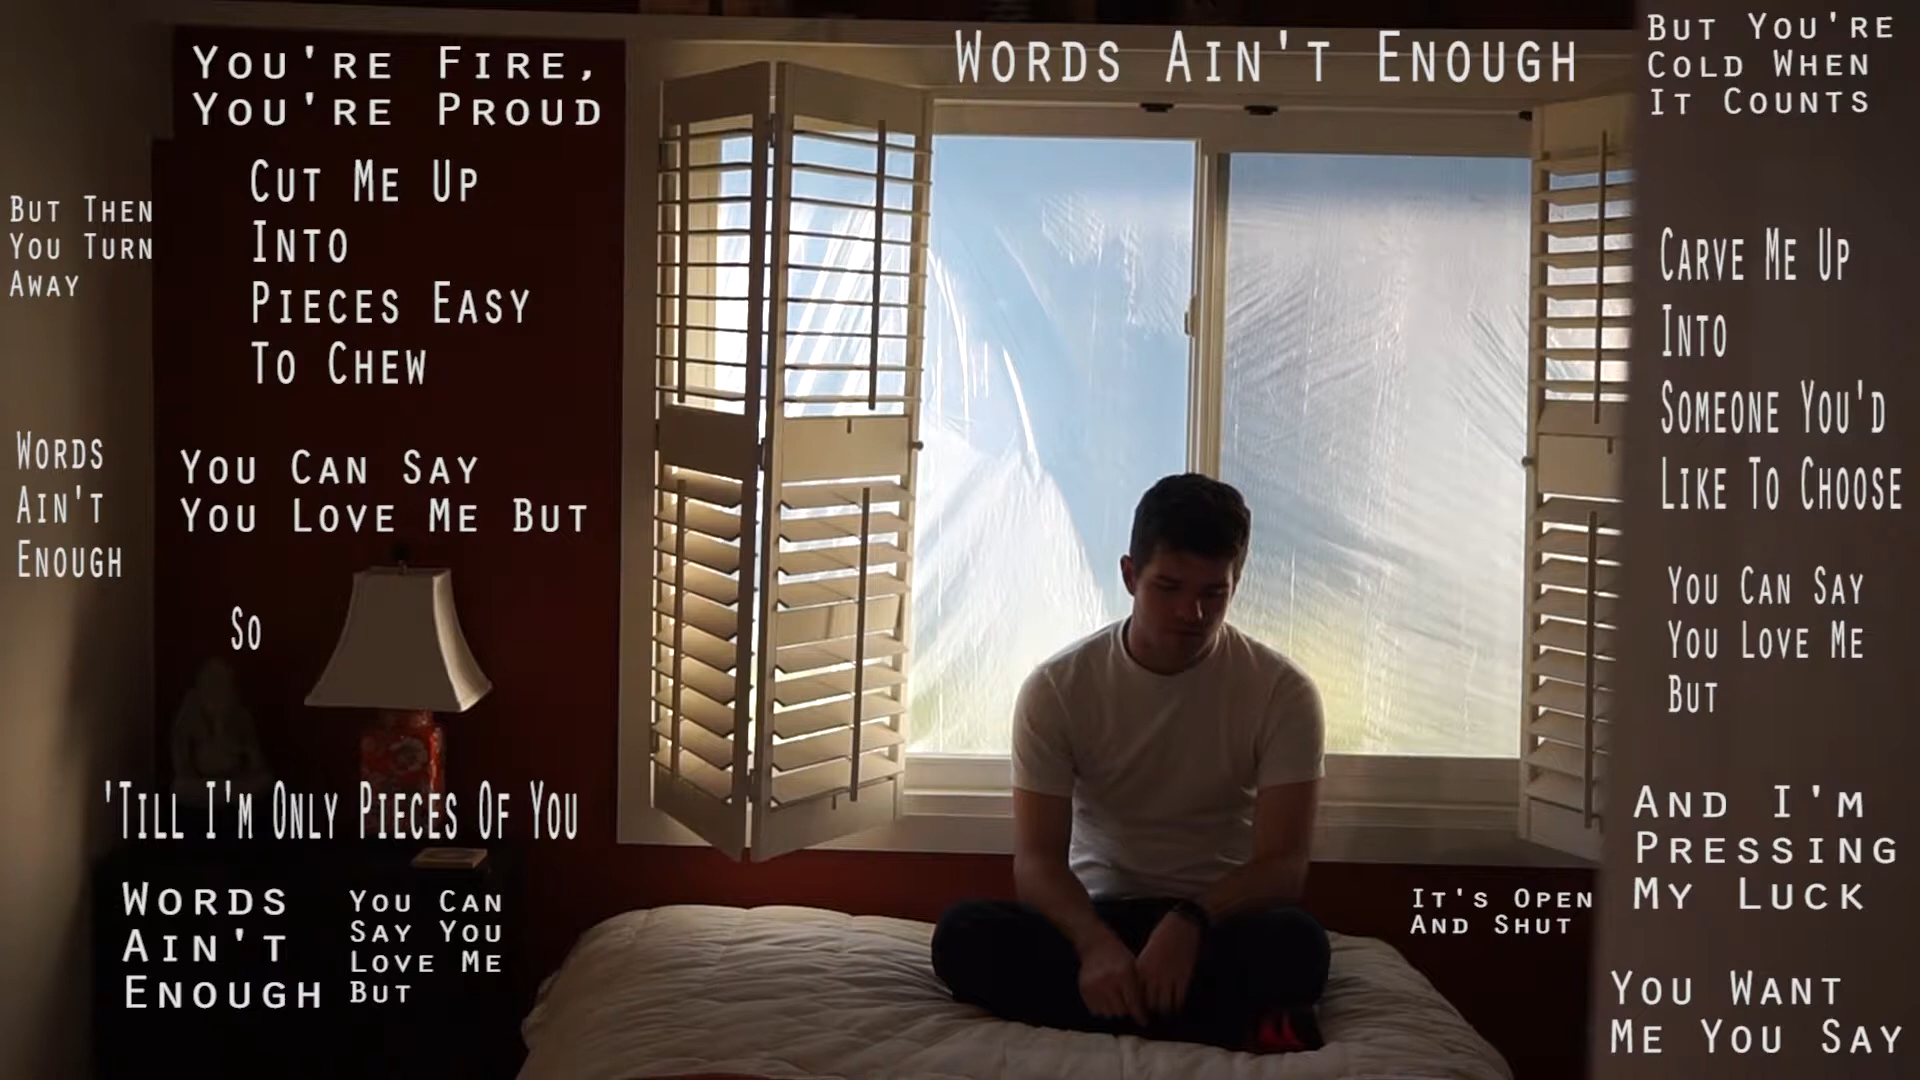 You're Fire,
You're Proud
Words Ain't Enough
But You're
Cold When
It Counts
Cut Me Up
Into
Pieces Easy
To Chew
But Then
You Turn
Away
Carve Me Up
Into
Someone You'd
Like To Choose
Words
Ain't
Enough
You Can Say
You Love Me But
You Can Say
You Love Me
But
So
'Till I'm Only Pieces Of You
And I'm
Pressing
My Luck
Words
Ain't
Enough
You Can
Say You
Love Me
But
It's Open
And Shut
You Want
Me You Say